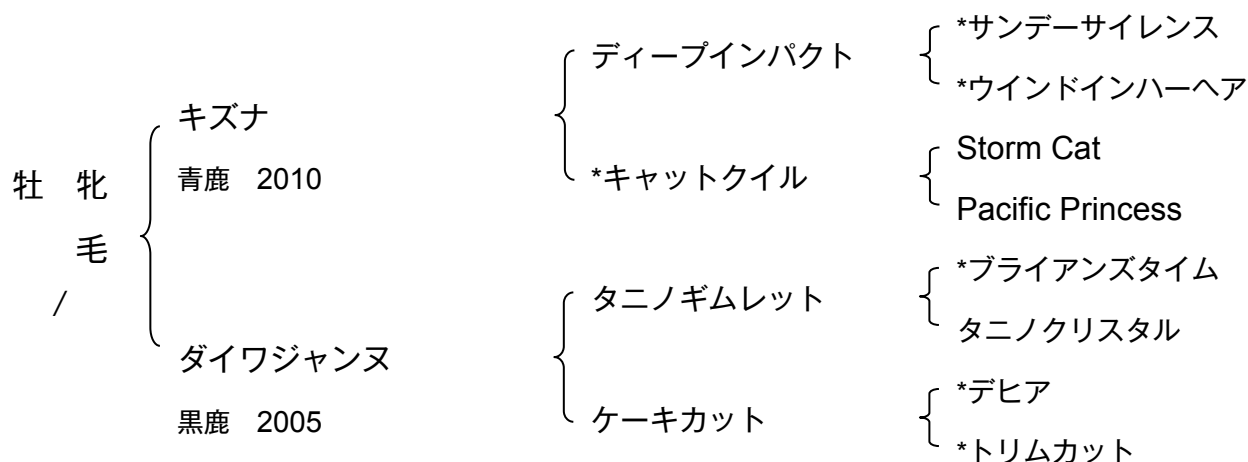 牡 牝
毛
/
キズナ
青鹿 2010
ダイワジャンヌ
黒鹿 2005
ディープインパクト
*キャットクイル
タニノギムレット
ケーキカット
*サンデーサイレンス
*ウインドインハーヘア
Storm Cat
Pacific Princess
*ブライアンズタイム
タニノクリスタル
*デヒア
*トリムカット